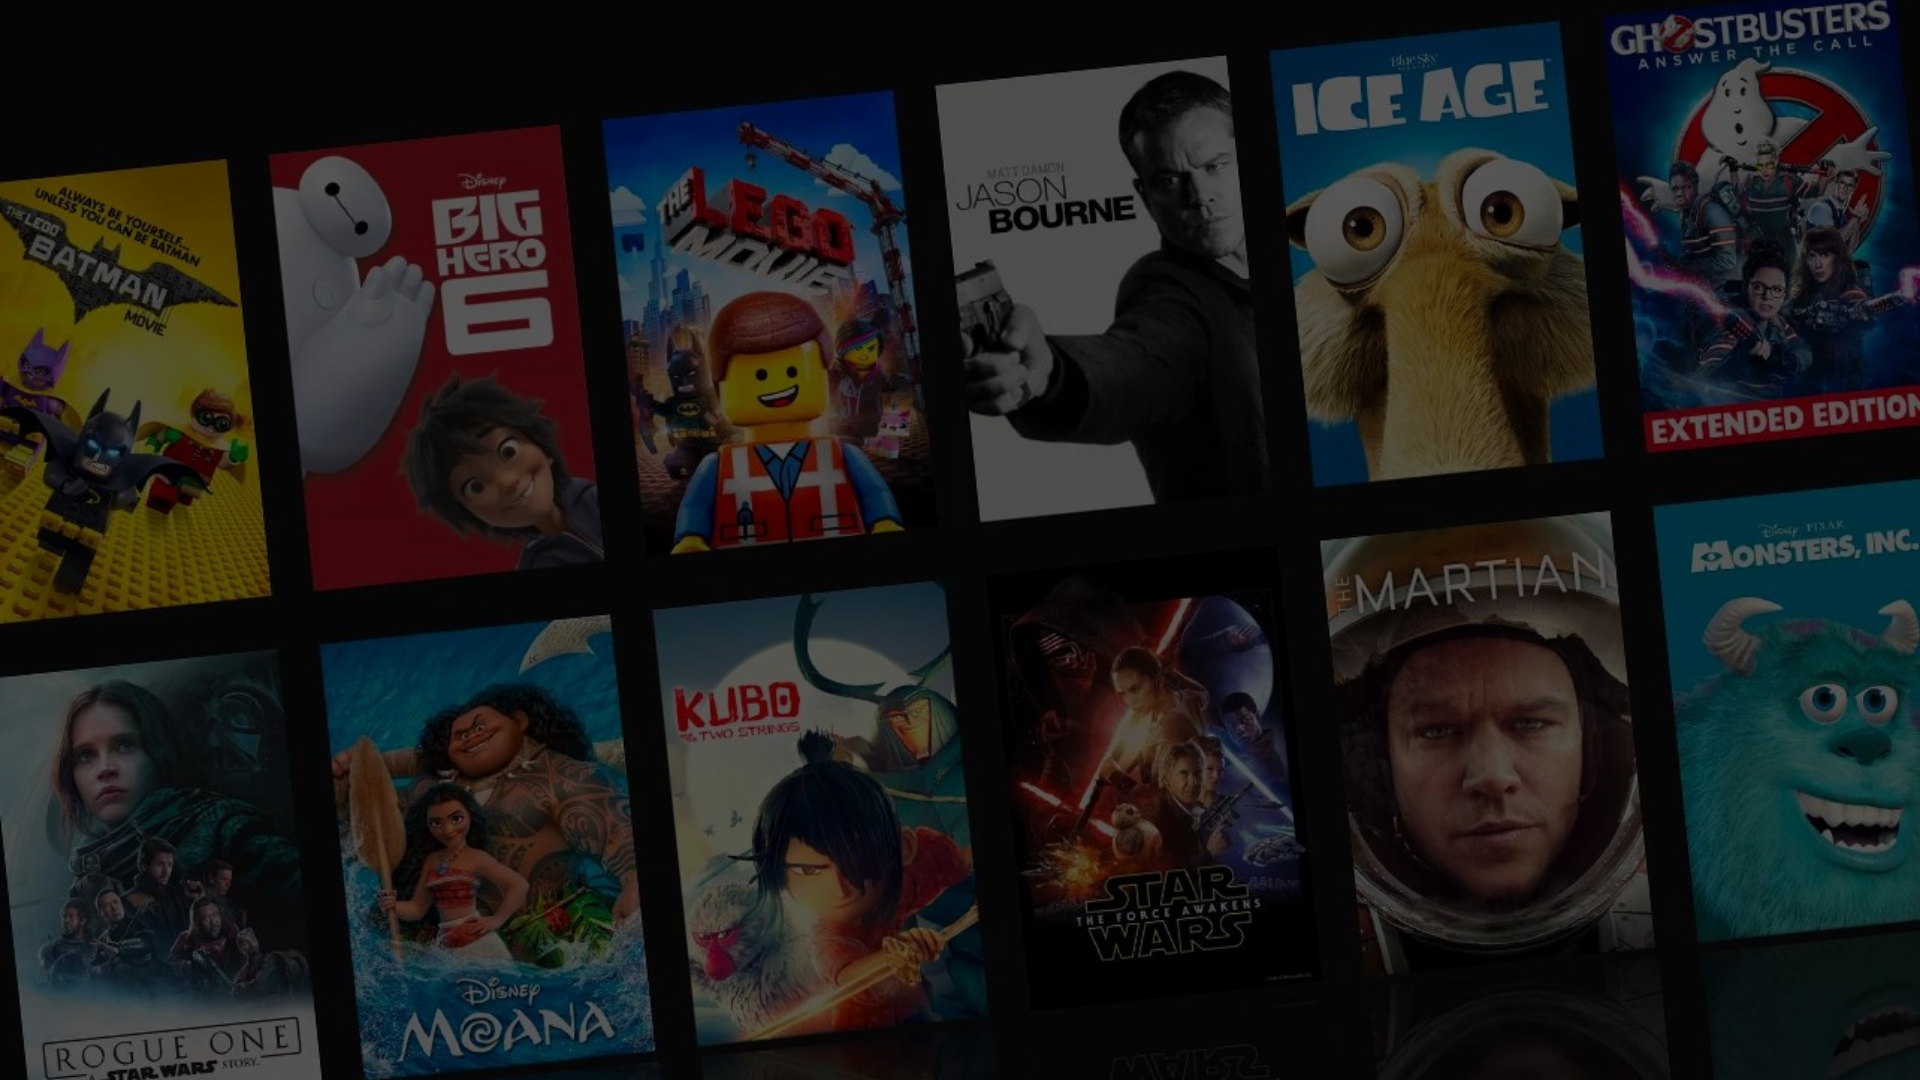 ALWAYS BE YOURSELF...
UNLESS YOU CAN BE BATMAN
THE LEGO
BATMAN
MOVIE
Disney
BIG
HERO
6
THE LEGO
MOVIE
MATT DAMON
JASON
BOURNE
Blue Sky
ICE AGE
GHOSTBUSTERS
ANSWER THE CALL
EXTENDED EDITION
ROGUE ONE
A STAR WARS STORY
Disney
MOANA
KUBO
AND THE TWO STRINGS
STAR
THE FORCE AWAKENS
WARS
THE MARTIAN
Disney · PIXAR
MONSTERS, INC.